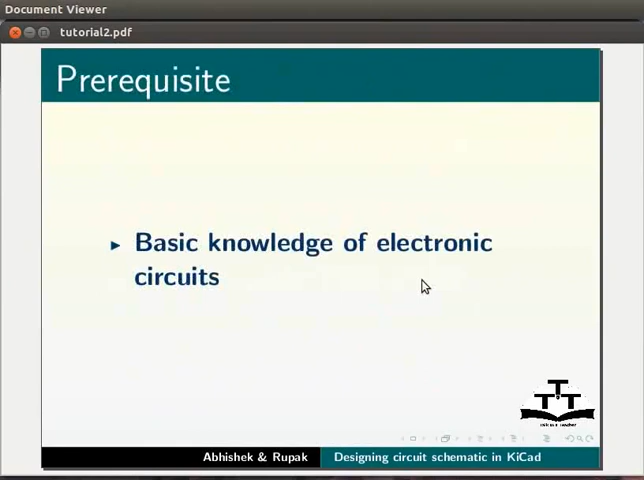 Document Viewer
tutorial2.pdf
Prerequisite
Basic knowledge of electronic
circuits
T
T T
Abhishek & Rupak
Designing circuit schematic in KiCad